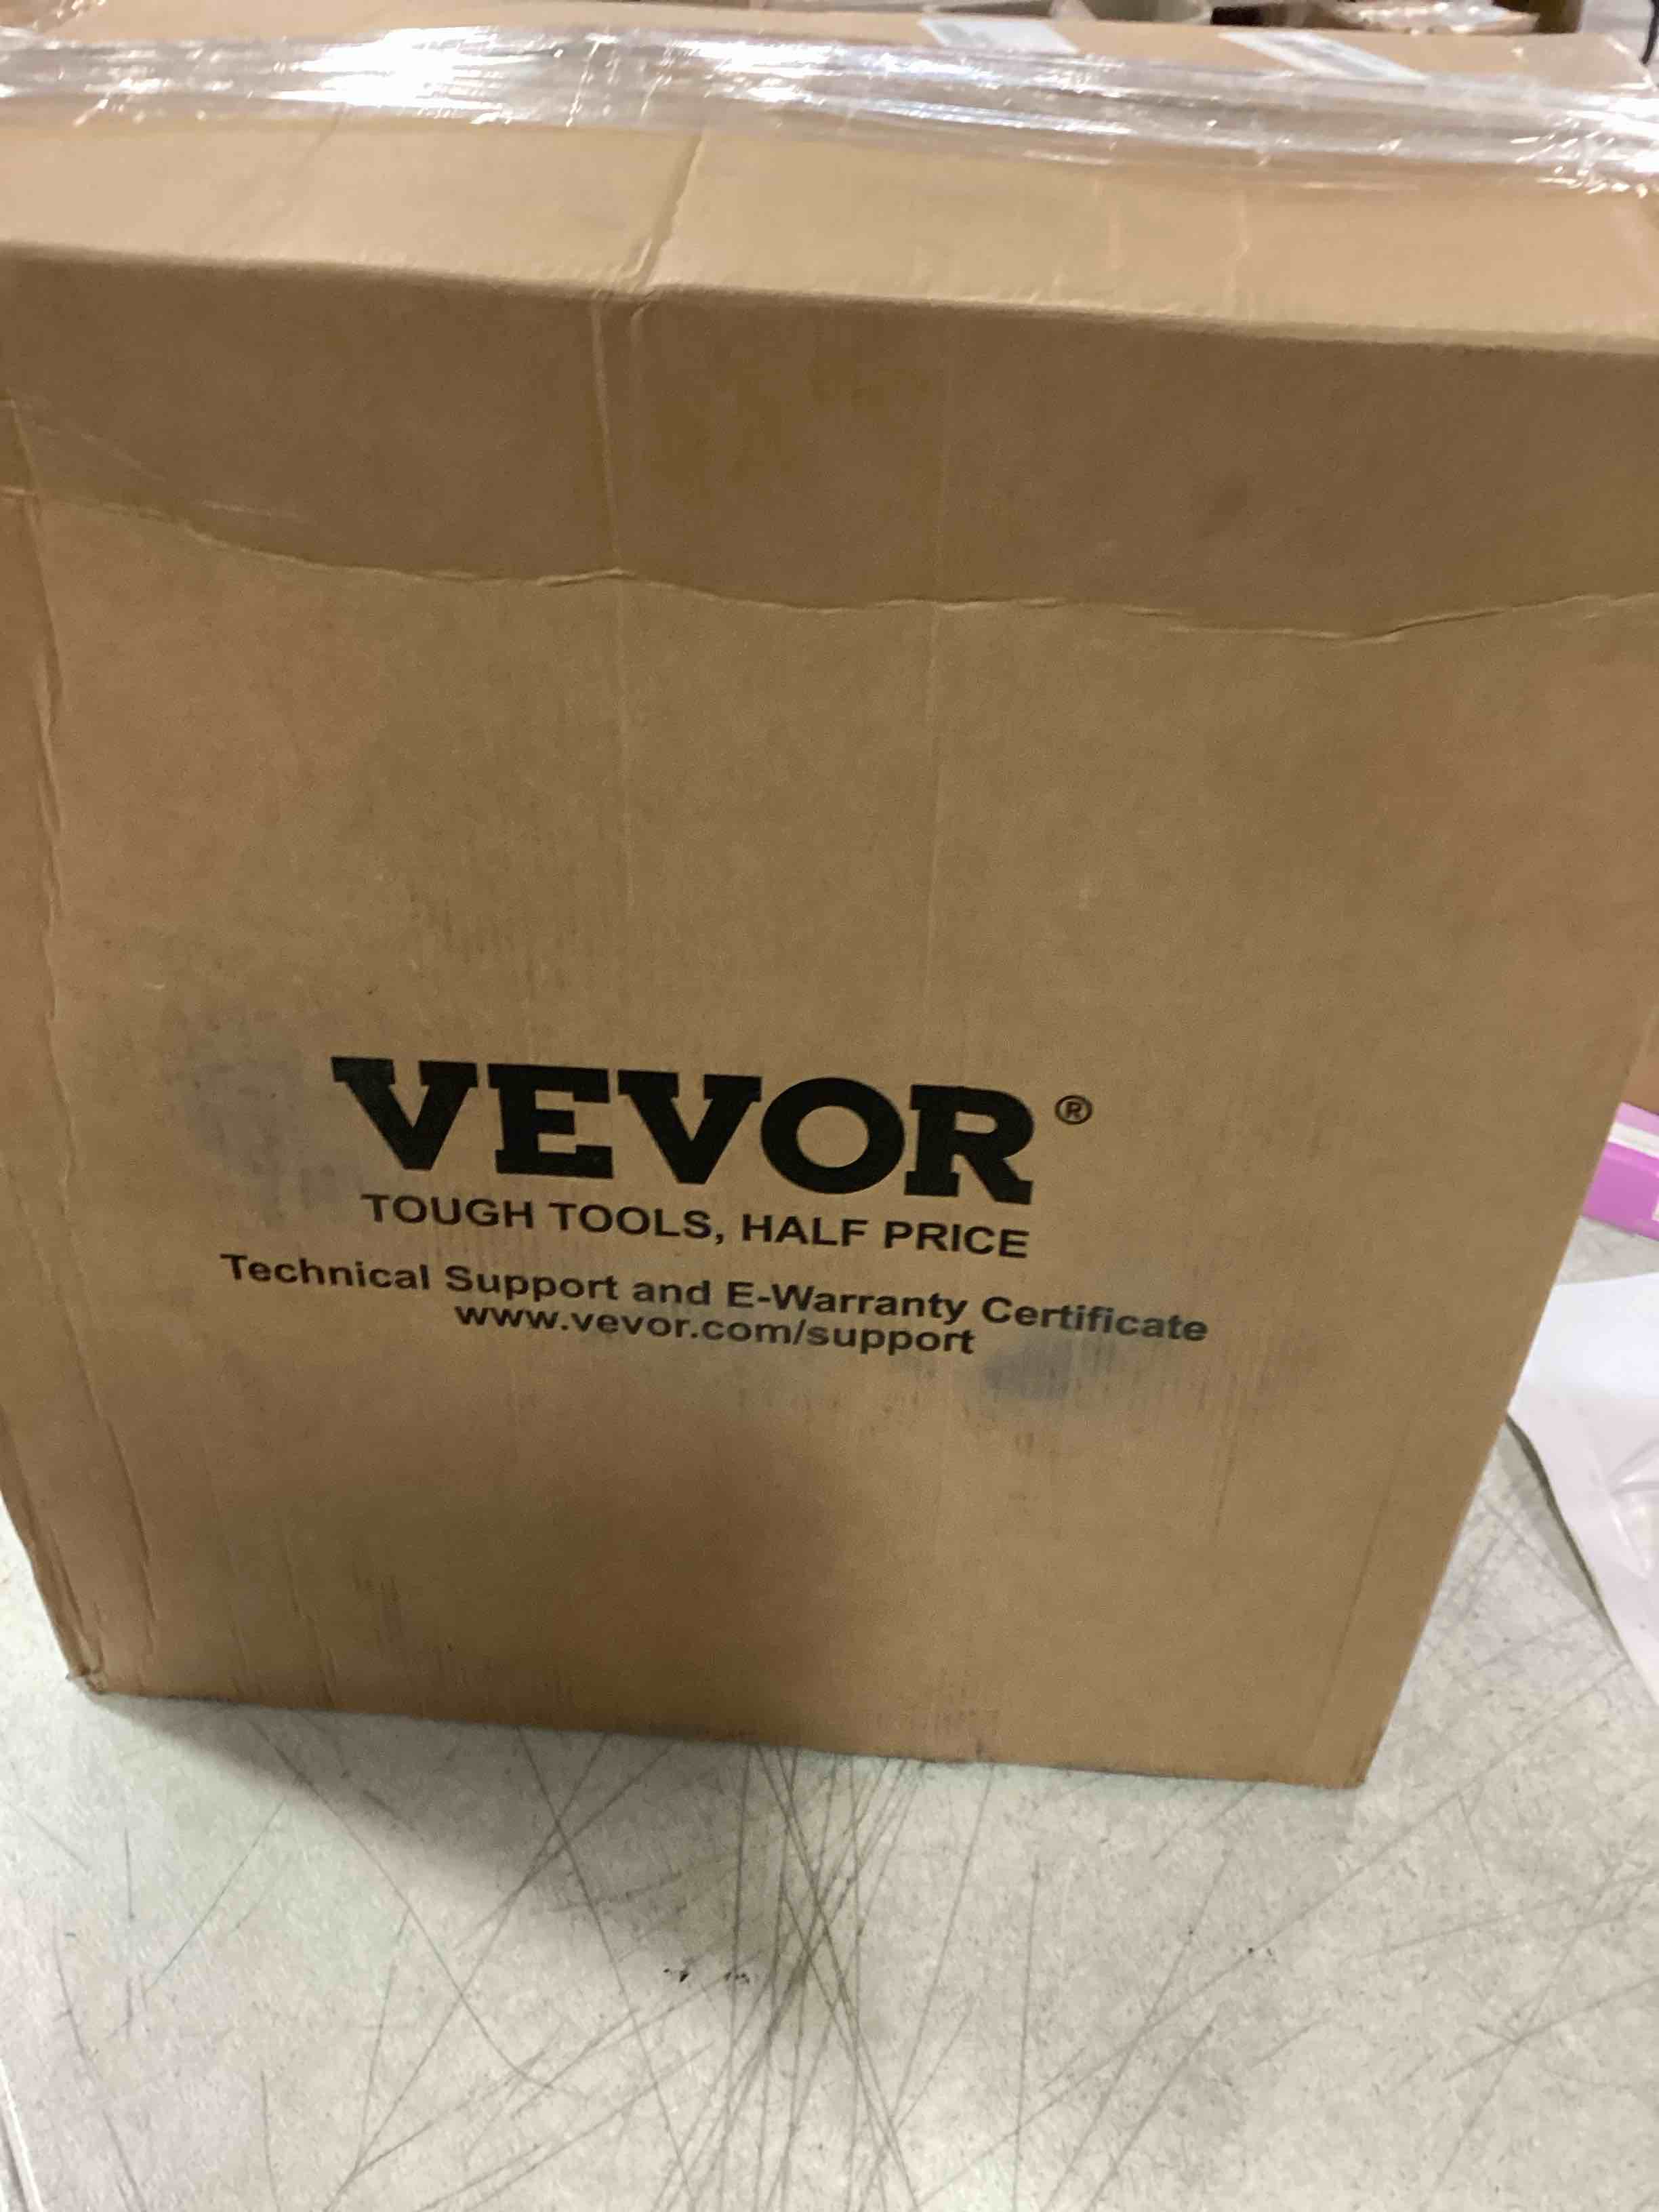 VEVOR®
TOUGH TOOLS, HALF PRICE
Technical Support and E-Warranty Certificate
www.vevor.com/support